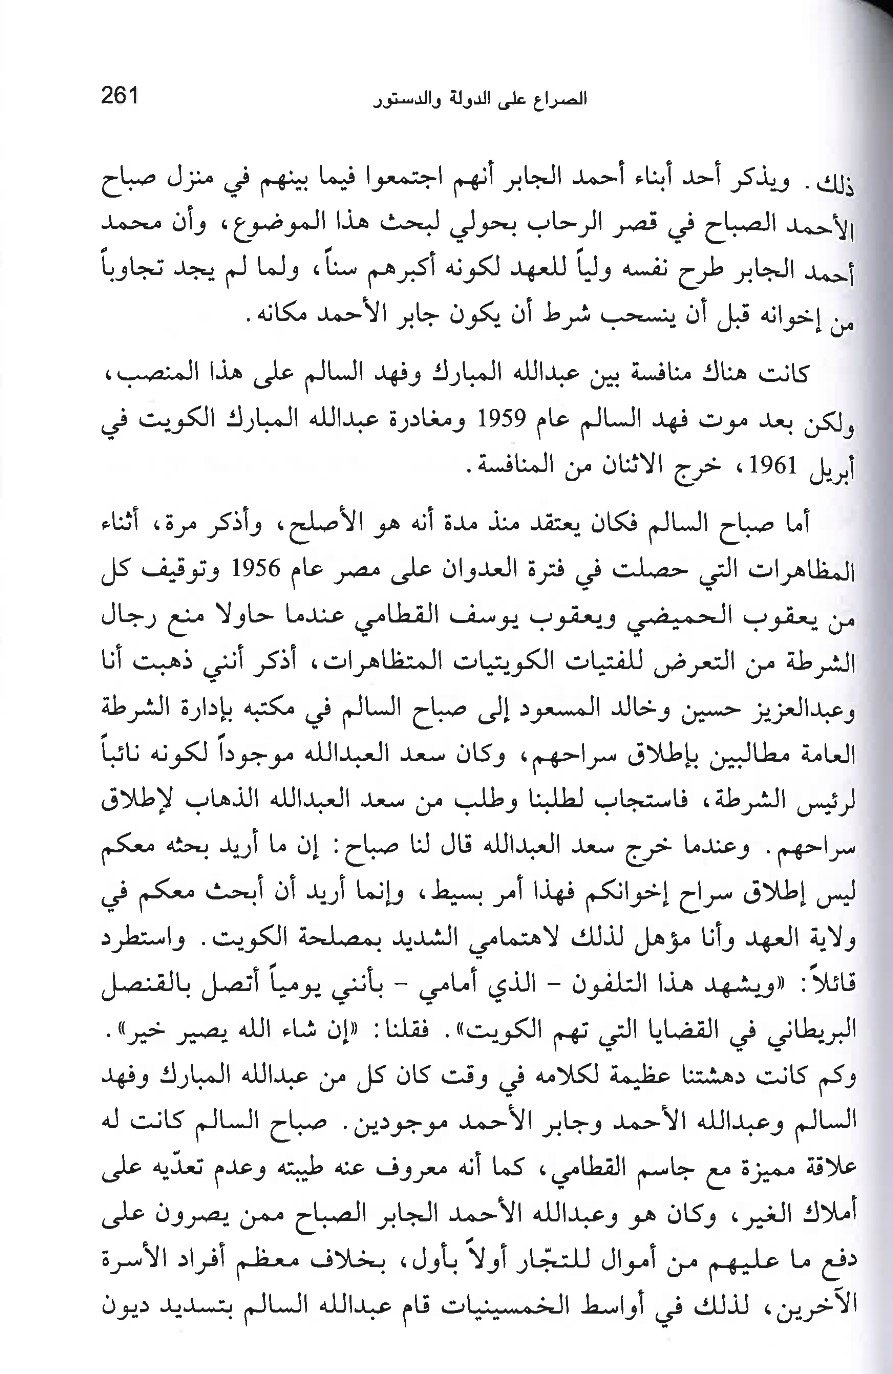 الصراع على الدولة والدستور 261
ذلك. ويذكر أحد أبناء أحمد الجابر أنهم اجتمعوا فيما بينهم في منزل صباح
الأحمد الصباح في قصر الرحاب بحولي لبحث هذا الموضوع، وأن محمد
أحمد الجابر طرح نفسه ولياً للعهد لكونه أكبرهم سناً، ولما لم يجد تجاوباً
من إخوانه قبل أن ينسحب شرط أن يكون جابر الأحمد مكانه.
كانت هناك منافسة بين عبدالله المبارك وفهد السالم على هذا المنصب،
ولكن بعد موت فهد السالم عام 1959 ومغادرة عبدالله المبارك الكويت في
أبريل 1961، خرج الاثنان من المنافسة.
أما صباح السالم فكان يعتقد منذ مدة أنه هو الأصلح، وأذكر مرة، أثناء
المظاهرات التي حصلت في فترة العدوان على مصر عام 1956 وتوقيف كل
من يعقوب الحميضي ويعقوب يوسف القطامي عندما حاولا منع رجال
الشرطة من التعرض للفتيات الكويتيات المتظاهرات، أذكر أنني ذهبت أنا
وعبدالعزيز حسين وخالد المسعود إلى صباح السالم في مكتبه بإدارة الشرطة
العامة مطالبين بإطلاق سراحهم، وكان سعد العبدالله موجوداً لكونه نائباً
لرئيس الشرطة، فاستجاب لطلبنا وطلب من سعد العبدالله الذهاب لإطلاق
سراحهم. وعندما خرج سعد العبدالله قال لنا صباح: إن ما أريد بحثه معكم
ليس إطلاق سراح إخوانكم فهذا أمر بسيط، وإنما أريد أن أبحث معكم في
ولاية العهد وأنا مؤهل لذلك لاهتمامي الشديد بمصلحة الكويت. واستطرد
قائلاً: «ويشهد هذا التلفون - الذي أمامي - بأنني يومياً أتصل بالقنصل
البريطاني في القضايا التي تهم الكويت». فقلنا: «إن شاء الله يصير خير».
وكم كانت دهشتنا عظيمة لكلامه في وقت كان كل من عبدالله المبارك وفهد
السالم وعبدالله الأحمد وجابر الأحمد موجودين. صباح السالم كانت له
علاقة مميزة مع جاسم القطامي، كما أنه معروف عنه طيبته وعدم تعدّيه على
أملاك الغير، وكان هو وعبدالله الأحمد الجابر الصباح ممن يصرون على
دفع ما عليهم من أموال للتجّار أولاً بأول، بخلاف معظم أفراد الأسرة
الآخرين، لذلك في أواسط الخمسينيات قام عبدالله السالم بتسديد ديون